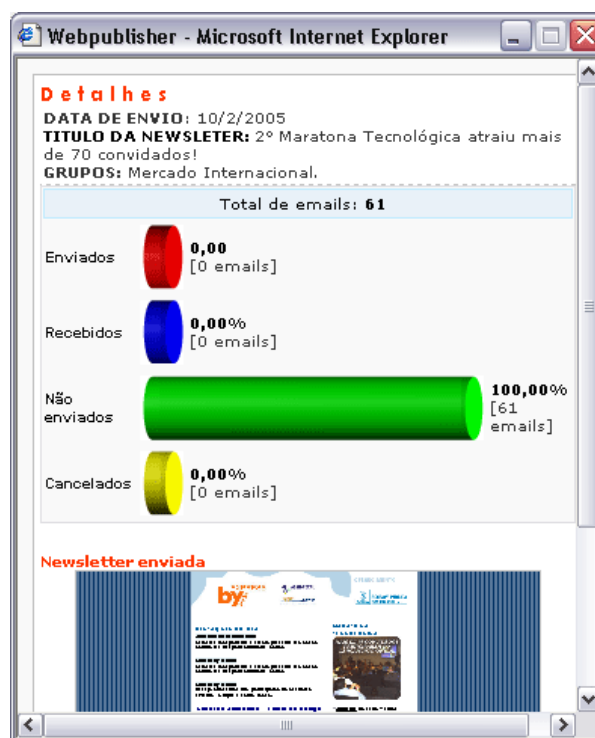 Webpublisher - Microsoft Internet Explorer
Detalhes
DATA DE ENVIO: 10/2/2005
TITULO DA NEWSLETER: 2º Maratona Tecnológica atraiu mais
de 70 convidados!
GRUPOS: Mercado Internacional.
Total de emails: 61
Enviados
0,00
[0 emails]
Recebidos
0,00%
[0 emails]
Não
enviados
100,00%
[61
emails]
Cancelados
0,00%
[0 emails]
Newsletter enviada
by